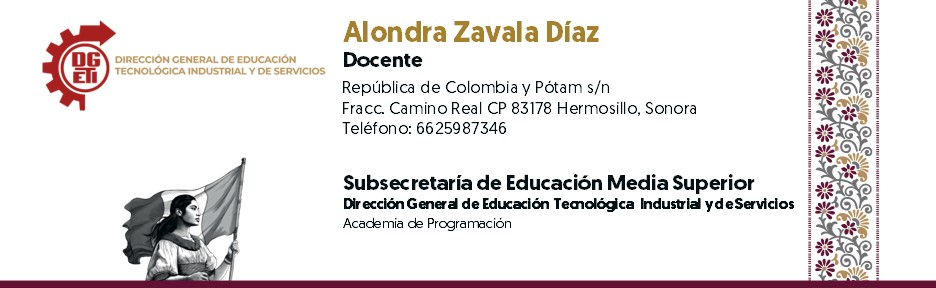 DG
ETi
DIRECCIÓN GENERAL DE EDUCACIÓN
TECNOLÓGICA INDUSTRIAL Y DE SERVICIOS
Alondra Zavala Díaz
Docente
República de Colombia y Pótam s/n
Fracc. Camino Real CP 83178 Hermosillo, Sonora
Teléfono: 6625987346
Subsecretaría de Educación Media Superior
Dirección General de Educación Tecnológica Industrial y de Servicios
Academia de Programación